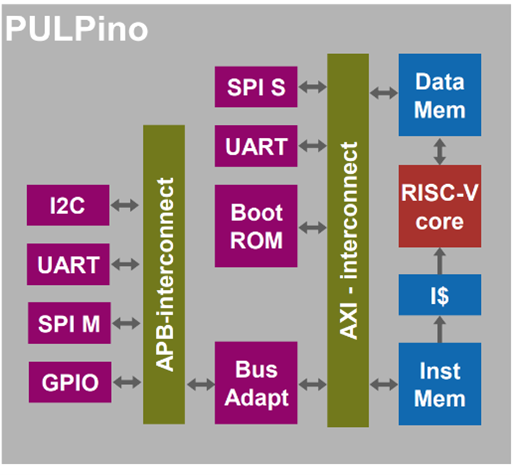 PULPino
SPI S
UART
Boot
ROM
AXI - interconnect
Data
Mem
RISC-V
core
I$
Inst
Mem
I2C
UART
SPI M
GPIO
APB-interconnect
Bus
Adapt